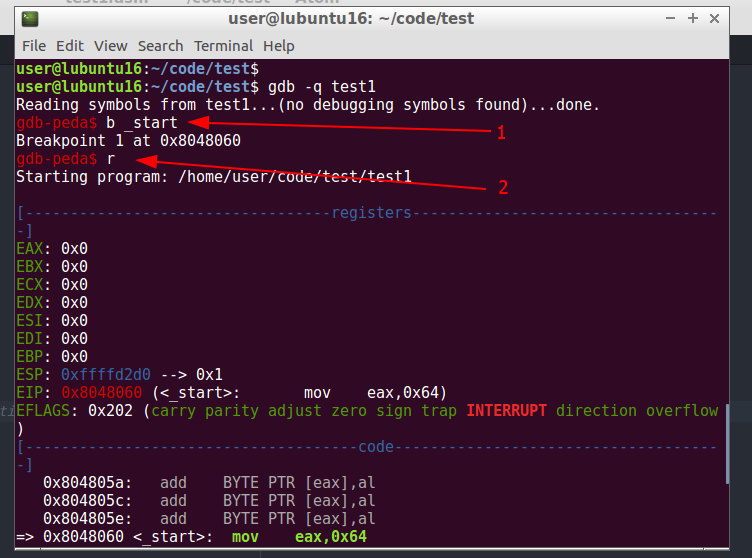 user@lubuntu16: ~/code/test
File Edit View Search Terminal Help
user@lubuntu16:~/code/test$
user@lubuntu16:~/code/test$ gdb -q test1
Reading symbols from test1...(no debugging symbols found)...done.
gdb-peda$ b _start
1
Breakpoint 1 at 0x8048060
gdb-peda$ r
Starting program: /home/user/code/test/test1
2
[----------------------------------registers-----------------------------------
-]
EAX: 0x0
EBX: 0x0
ECX: 0x0
EDX: 0x0
ESI: 0x0
EDI: 0x0
EBP: 0x0
ESP: 0xffffd2d0 --> 0x1
EIP: 0x8048060 (<_start>:       mov    eax,0x64)
EFLAGS: 0x202 (carry parity adjust zero sign trap INTERRUPT direction overflow
)
[-------------------------------------code-------------------------------------
-]
   0x804805a:   add    BYTE PTR [eax],al
   0x804805c:   add    BYTE PTR [eax],al
   0x804805e:   add    BYTE PTR [eax],al
=> 0x8048060 <_start>:  mov    eax,0x64